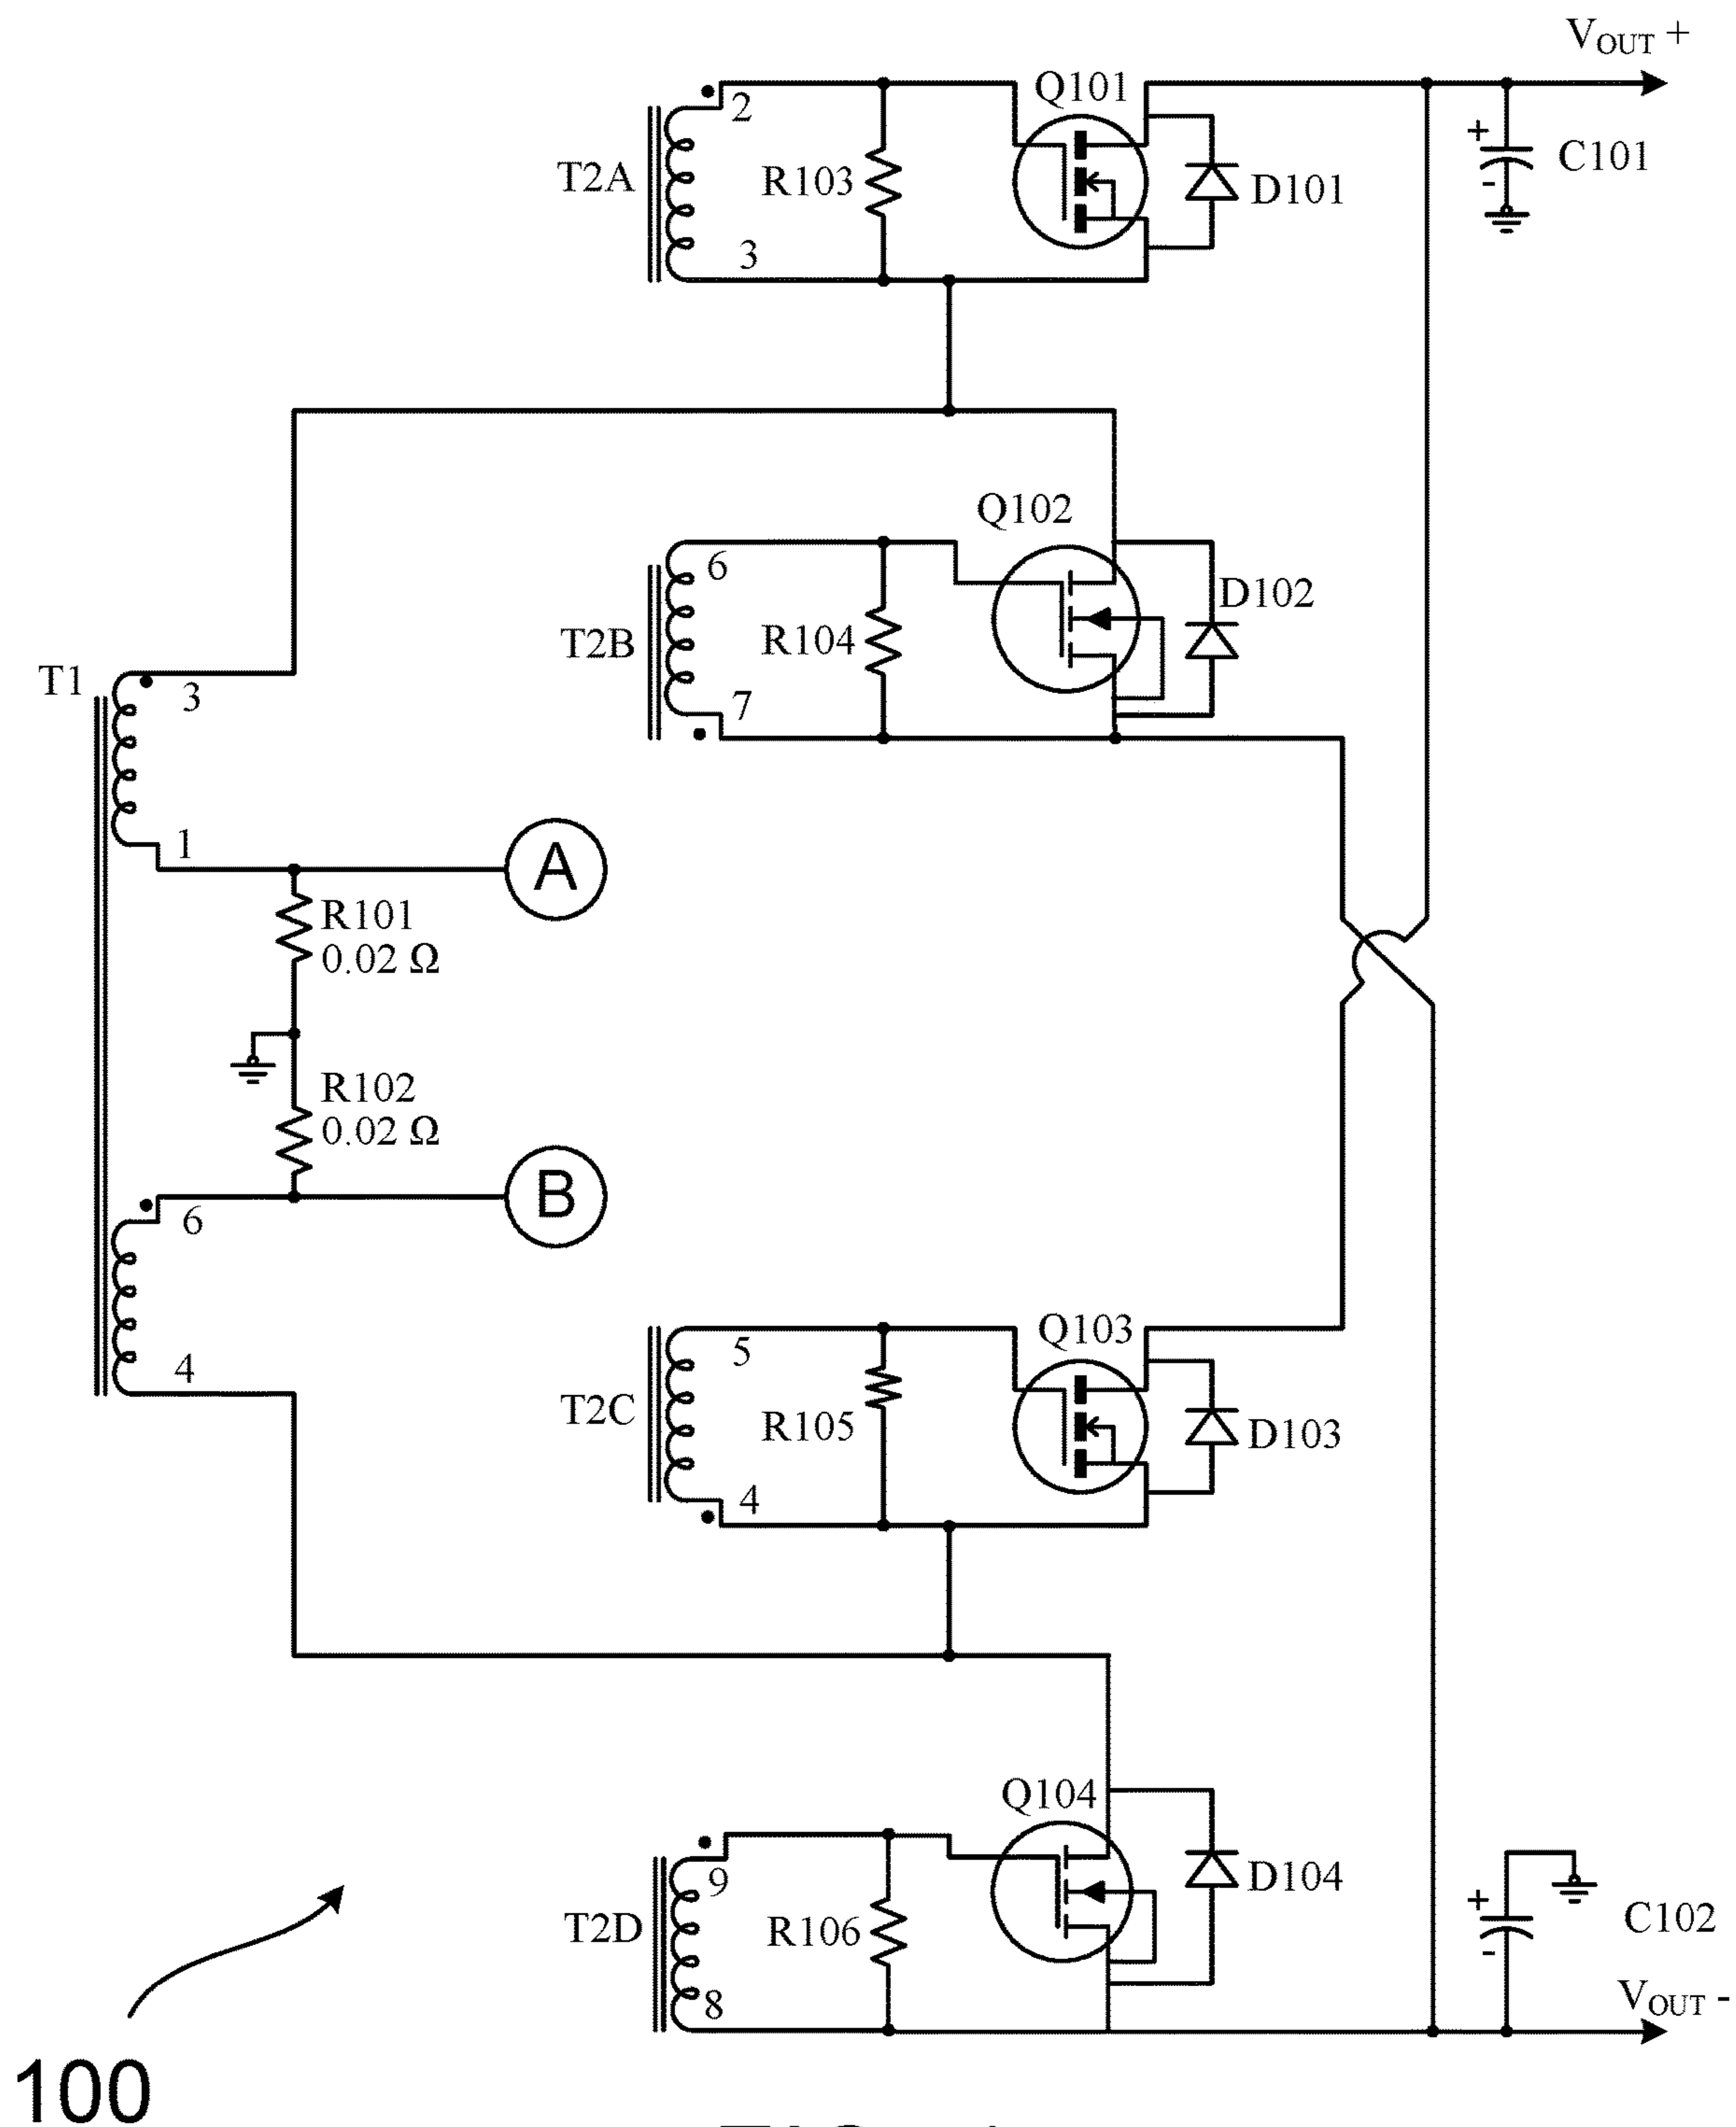 V_OUT +
Q101
2
T2A
R103
+
C101
-
D101
3
Q102
6
D102
T2B
R104
T1
3
7
1
A
R101
0.02 Ω
R102
0.02 Ω
B
6
4
Q103
5
T2C
R105
D103
4
Q104
9
D104
+
C102
T2D
R106
-
8
V_OUT -
100